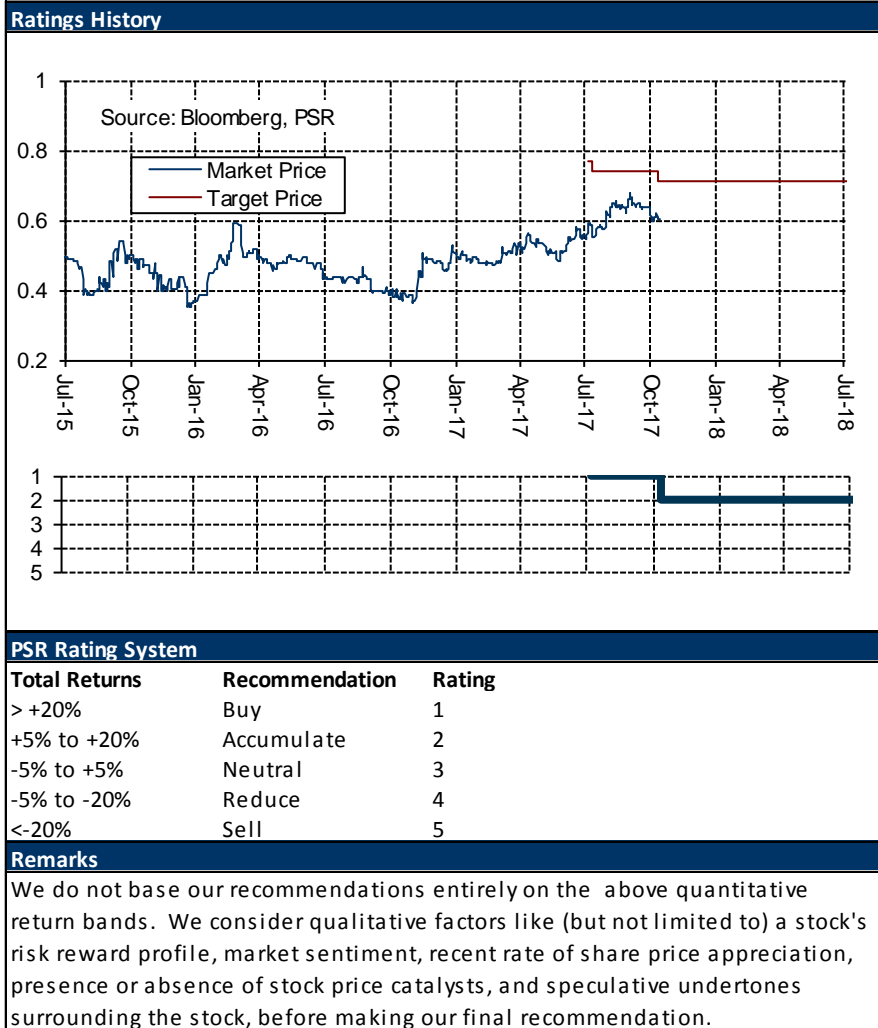 Ratings History
1
Source: Bloomberg, PSR
0.8
Market Price
Target Price
0.6
0.4
0.2
Jul-15 Oct-15 Jan-16 Apr-16 Jul-16 Oct-16 Jan-17 Apr-17 Jul-17 Oct-17 Jan-18 Apr-18 Jul-18
1
2
3
4
5
PSR Rating System
Total Returns Recommendation Rating
> +20% Buy 1
+5% to +20% Accumulate 2
-5% to +5% Neutral 3
-5% to -20% Reduce 4
<-20% Sell 5
Remarks
We do not base our recommendations entirely on the above quantitative
return bands. We consider qualitative factors like (but not limited to) a stock's
risk reward profile, market sentiment, recent rate of share price appreciation,
presence or absence of stock price catalysts, and speculative undertones
surrounding the stock, before making our final recommendation.